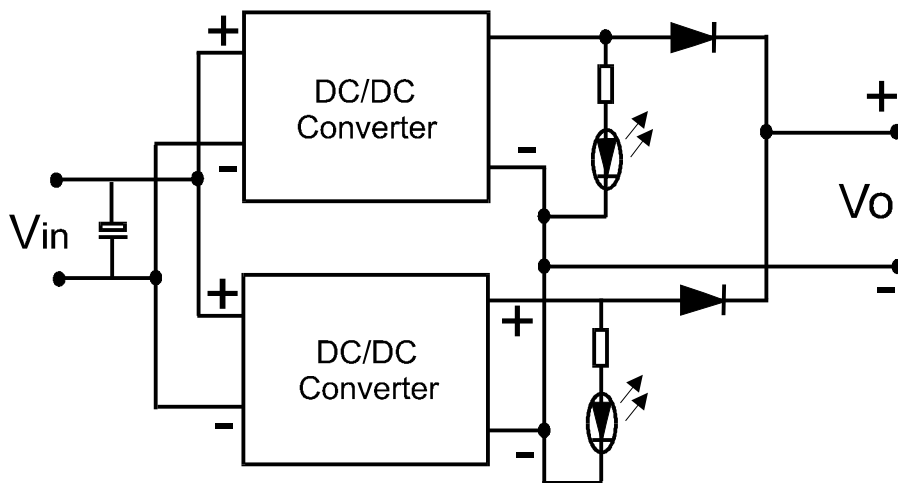 +
DC/DC
Converter
-
-
+
Vin
Vo
-
+
+
DC/DC
Converter
-
-